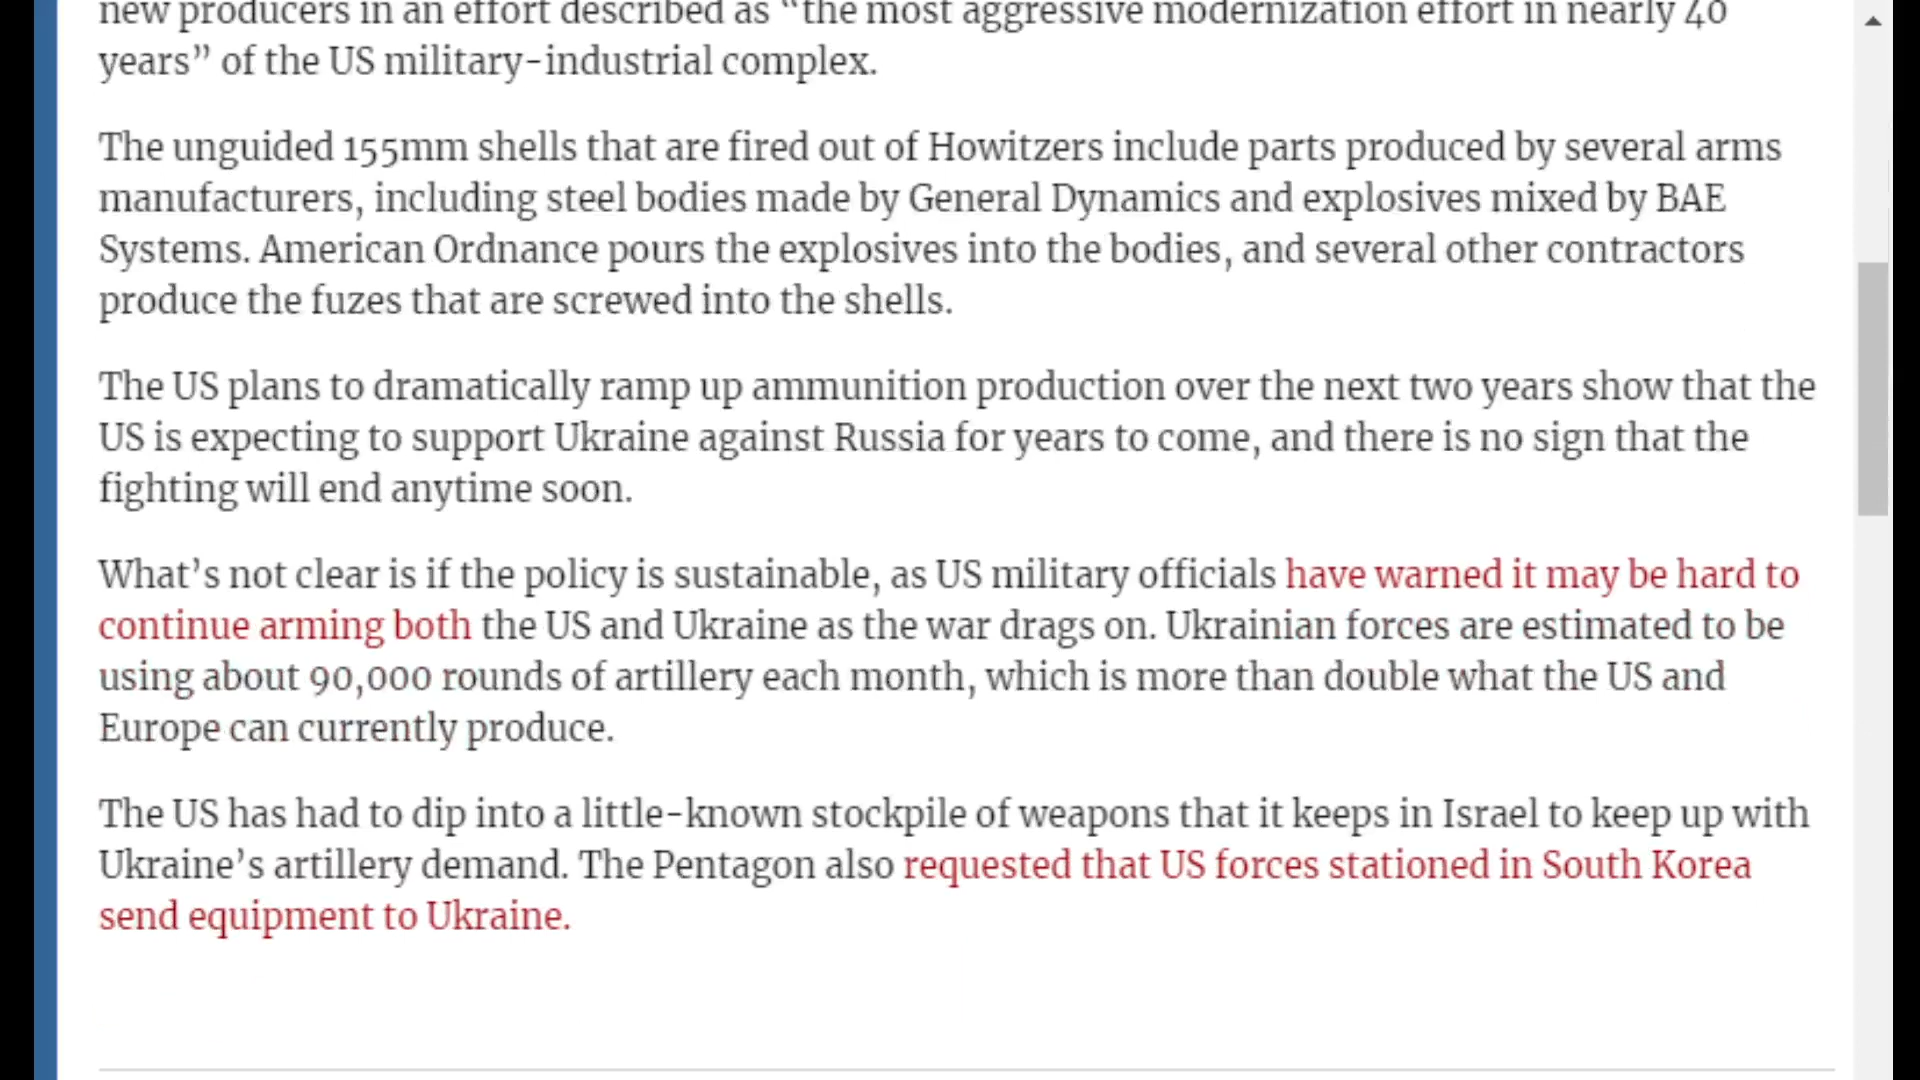 new producers in an effort described as “the most aggressive modernization effort in nearly 40
years” of the US military-industrial complex.
The unguided 155mm shells that are fired out of Howitzers include parts produced by several arms
manufacturers, including steel bodies made by General Dynamics and explosives mixed by BAE
Systems. American Ordnance pours the explosives into the bodies, and several other contractors
produce the fuzes that are screwed into the shells.
The US plans to dramatically ramp up ammunition production over the next two years show that the
US is expecting to support Ukraine against Russia for years to come, and there is no sign that the
fighting will end anytime soon.
What’s not clear is if the policy is sustainable, as US military officials have warned it may be hard to
continue arming both the US and Ukraine as the war drags on. Ukrainian forces are estimated to be
using about 90,000 rounds of artillery each month, which is more than double what the US and
Europe can currently produce.
The US has had to dip into a little-known stockpile of weapons that it keeps in Israel to keep up with
Ukraine’s artillery demand. The Pentagon also requested that US forces stationed in South Korea
send equipment to Ukraine.